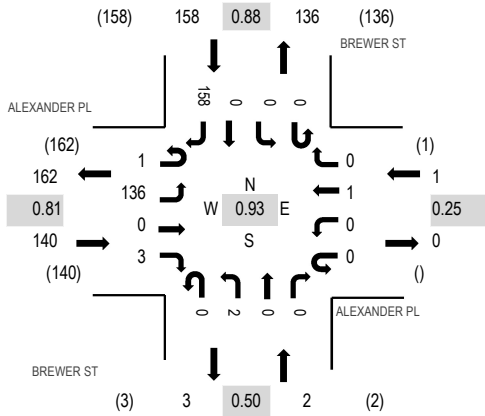 (158) 158 0.88 136 (136)
BREWER ST
158 0 0 0
ALEXANDER PL
(162) 1 0 (1)
162 136 1 1
0.81 N 0.25
W 0.93 E
S
140 0 0 0
(140) 3 0 ()
0 2 0 0
ALEXANDER PL
BREWER ST
(3) 3 0.50 2 (2)